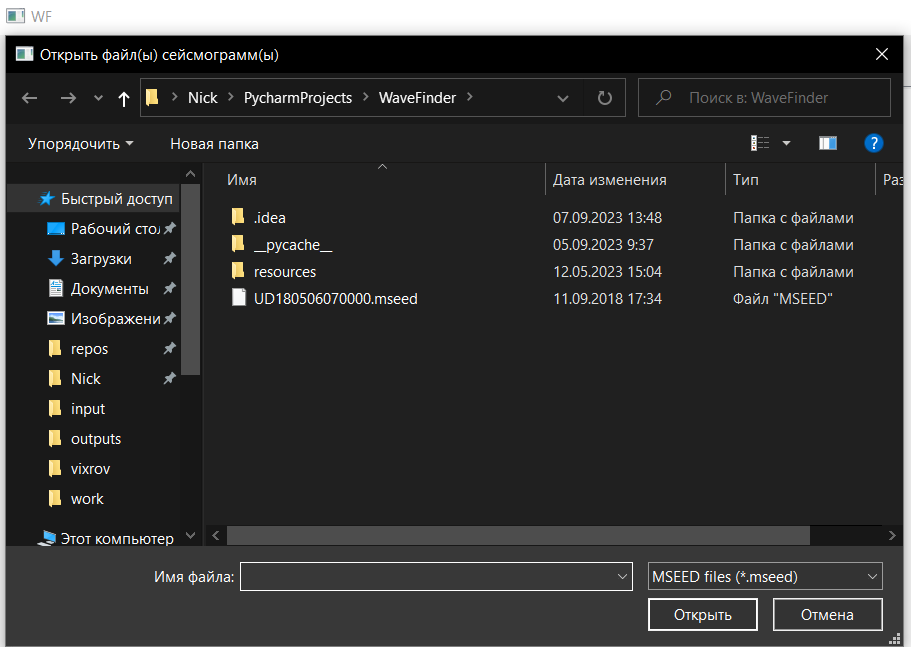 WF
Открыть файл(ы) сейсмограмм(ы)
Nick PycharmProjects WaveFinder Поиск в: WaveFinder
Упорядочить Новая папка ?
Имя Дата изменения Тип Раз
Быстрый доступ
Рабочий стол
Загрузки
Документы
Изображени
repos
Nick
input
outputs
vixrov
work
Этот компьютер
.idea 07.09.2023 13:48 Папка с файлами
__pycache__ 05.09.2023 9:37 Папка с файлами
resources 12.05.2023 15:04 Папка с файлами
UD180506070000.mseed 11.09.2018 17:34 Файл "MSEED"
Имя файла: MSEED files (*.mseed)
Открыть Отмена